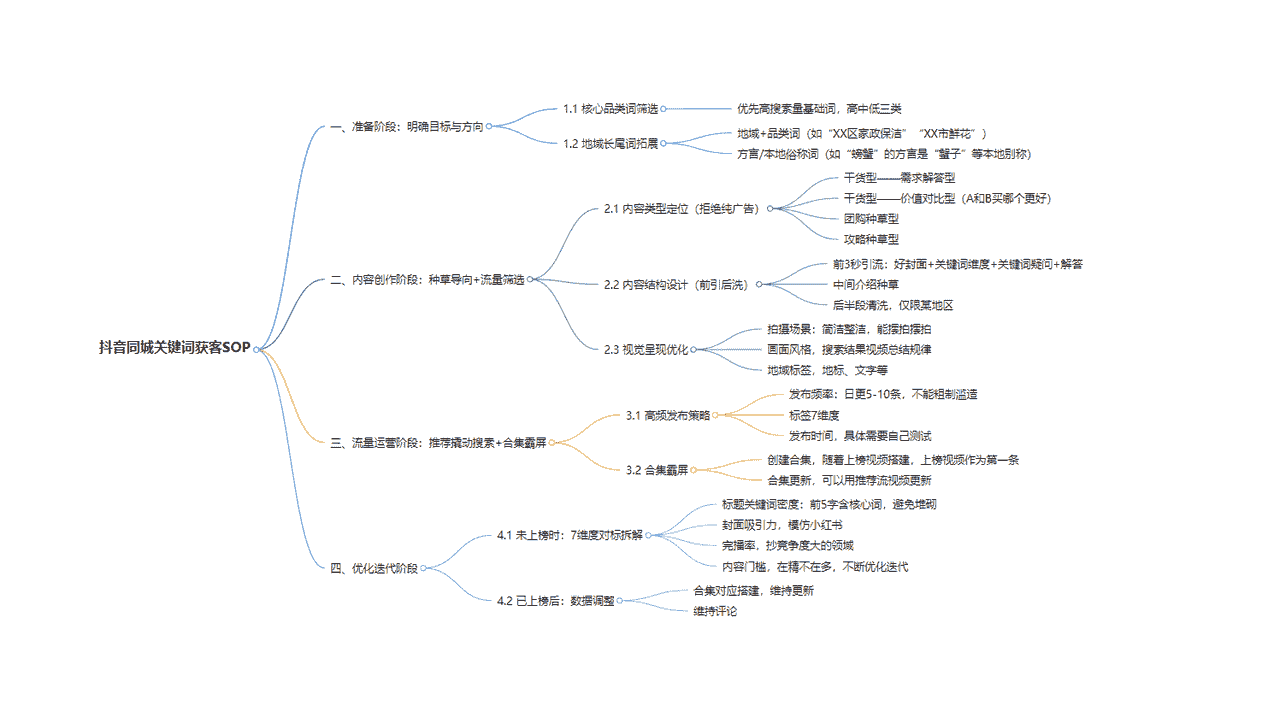 抖音同城关键词获客SOP
一、准备阶段：明确目标与方向
1.1 核心品类词筛选
优先高搜索量基础词，高中低三类
1.2 地域长尾词拓展
地域+品类词（如“XX区家政保洁”“XX市鲜花”）
方言/本地俗称词（如“螃蟹”的方言是“蟹子”等本地别称）
二、内容创作阶段：种草导向+流量筛选
2.1 内容类型定位（拒绝纯广告）
干货型——需求解答型
干货型——价值对比型（A和B买哪个更好）
团购种草型
攻略种草型
2.2 内容结构设计（前引后洗）
前3秒引流：好封面+关键词维度+关键词疑问+解答
中间介绍种草
后半段清洗，仅限某地区
2.3 视觉呈现优化
拍摄场景：简洁整洁，能摆拍摆拍
画面风格，搜索结果视频总结规律
地域标签，地标、文字等
三、流量运营阶段：推荐撬动搜索+合集霸屏
3.1 高频发布策略
发布频率：日更5-10条，不能粗制滥造
标签7维度
发布时间，具体需要自己测试
3.2 合集霸屏
创建合集，随着上榜视频搭建，上榜视频作为第一条
合集更新，可以用推荐流视频更新
四、优化迭代阶段
4.1 未上榜时：7维度对标拆解
标题关键词密度：前5字含核心词，避免堆砌
封面吸引力，模仿小红书
完播率，抄竞争度大的领域
内容门槛，在精不在多，不断优化迭代
4.2 已上榜后：数据调整
合集对应搭建，维持更新
维持评论